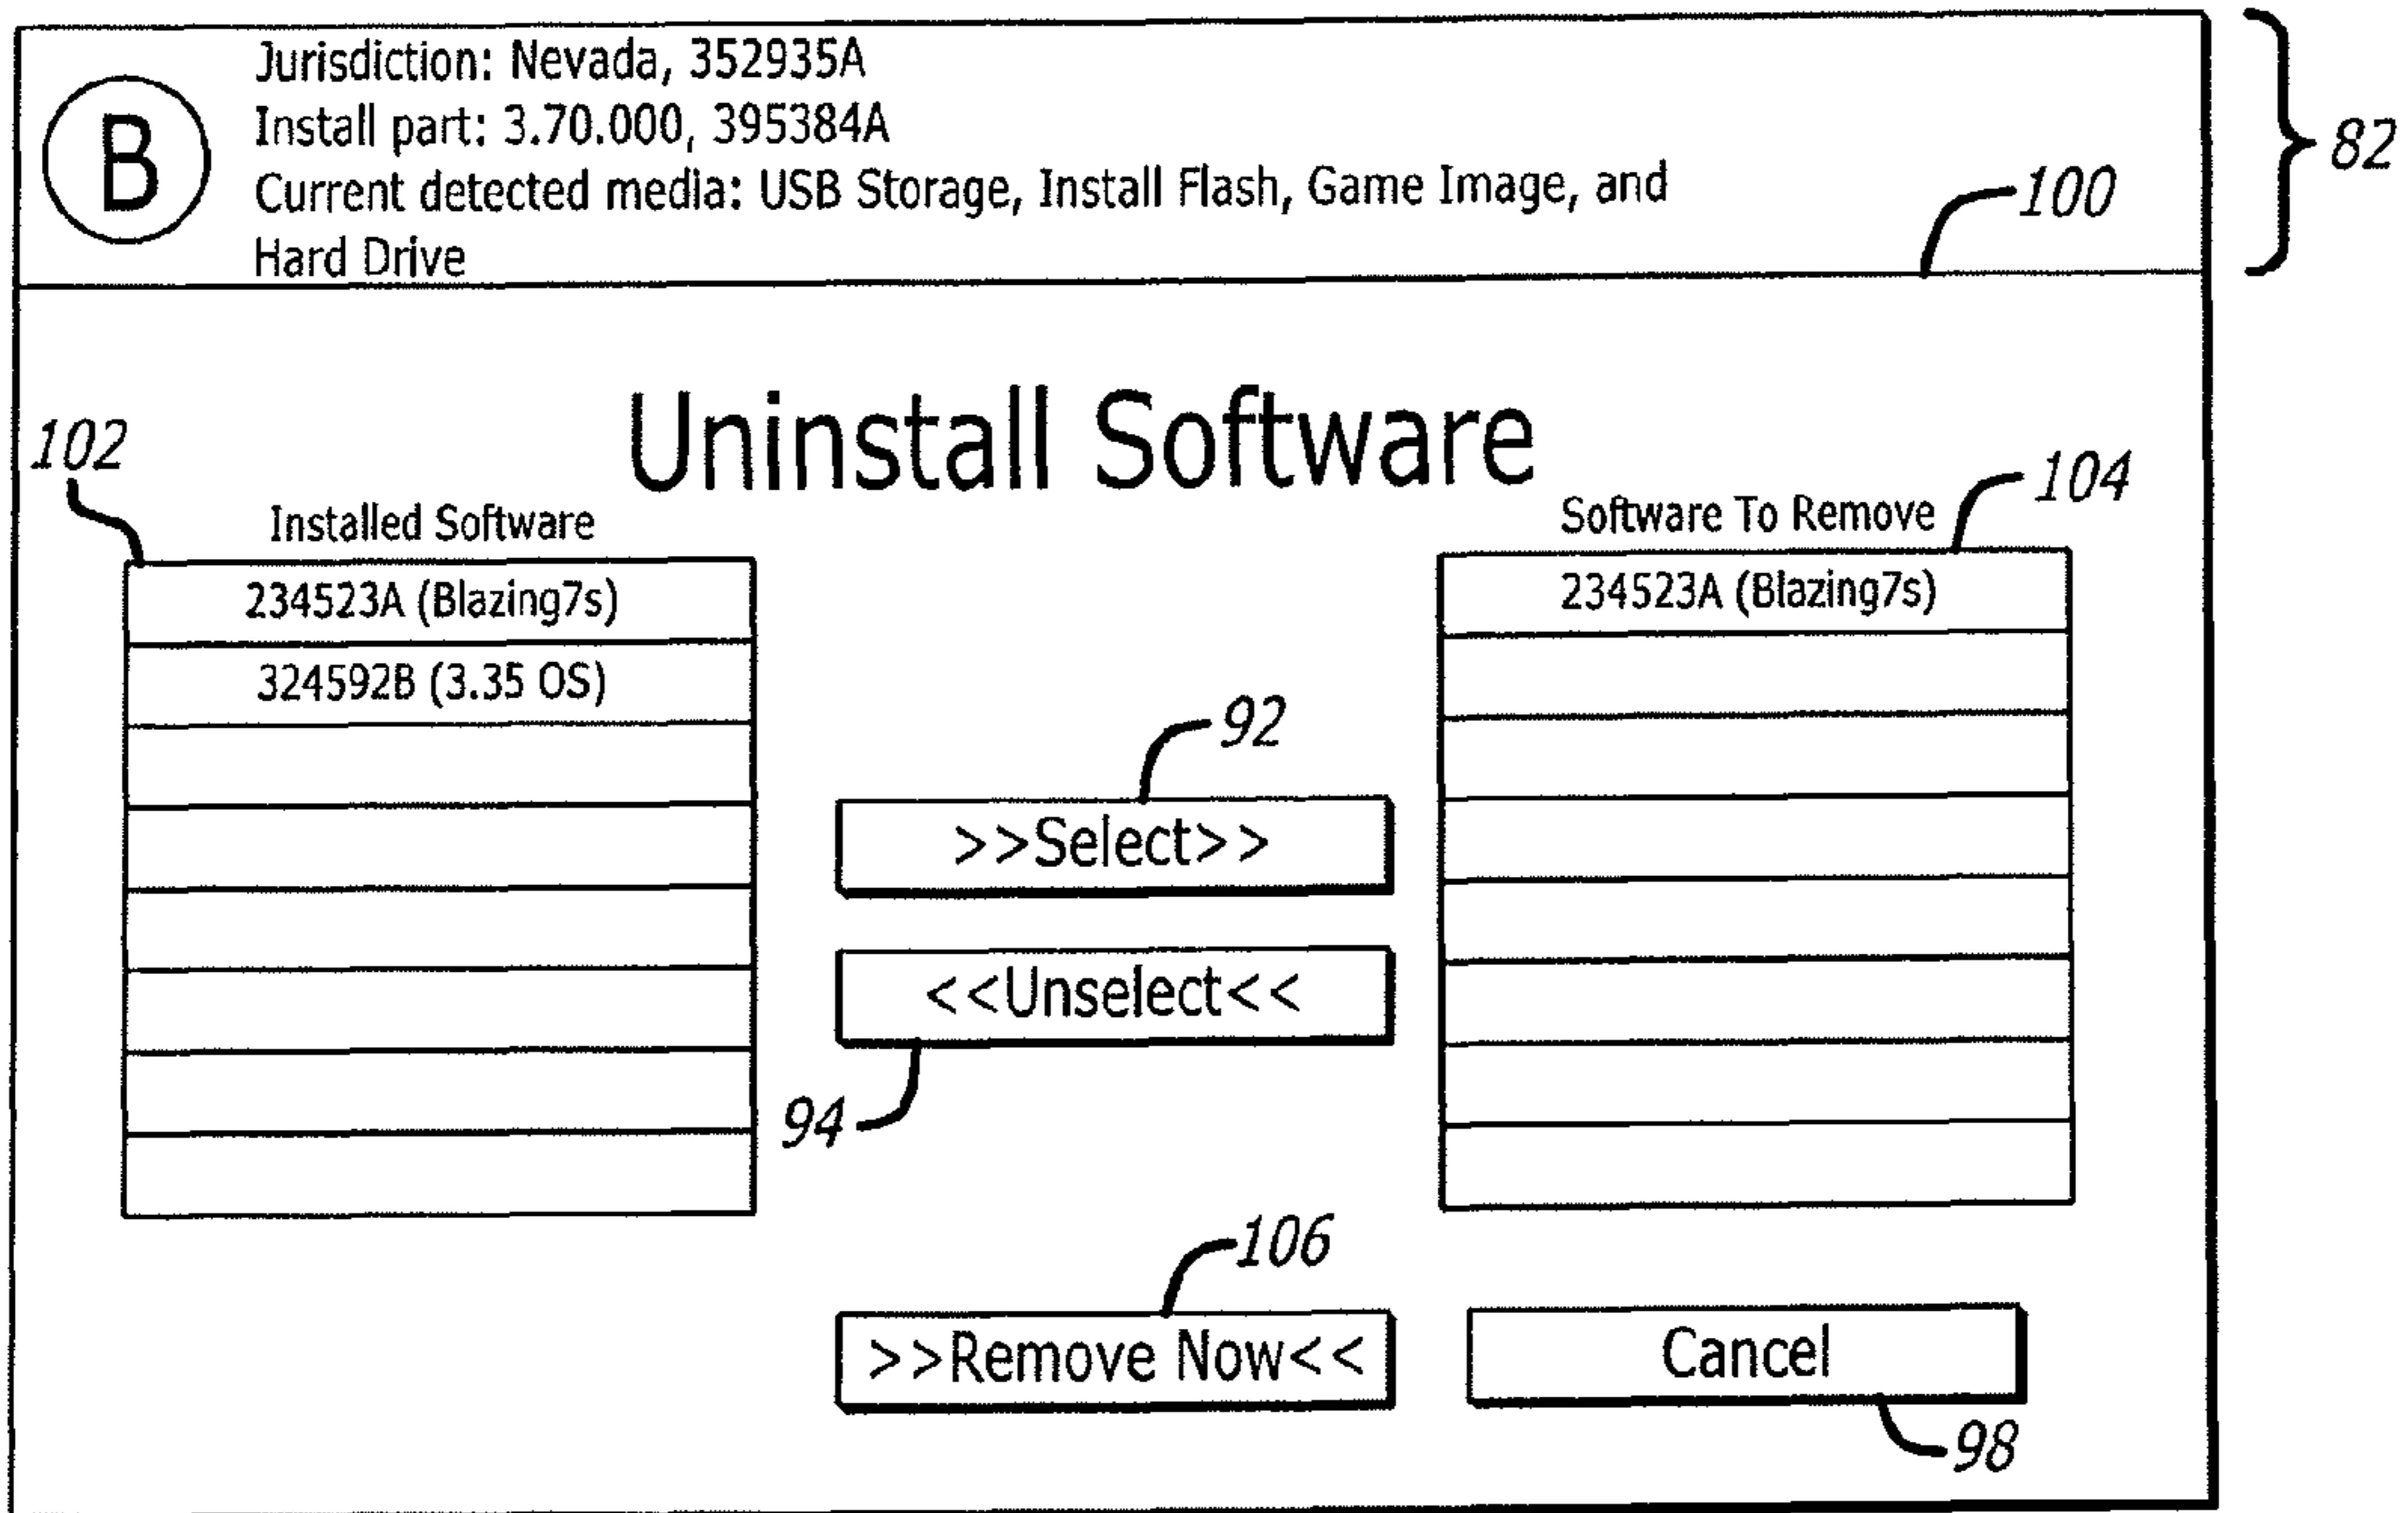 B
Jurisdiction: Nevada, 352935A
Install part: 3.70.000, 395384A
Current detected media: USB Storage, Install Flash, Game Image, and
Hard Drive
82
100
Uninstall Software
102
104
Installed Software
Software To Remove
234523A (Blazing7s)
234523A (Blazing7s)
324592B (3.35 OS)
92
>>Select>>
<<Unselect<<
94
106
>>Remove Now<<
Cancel
98